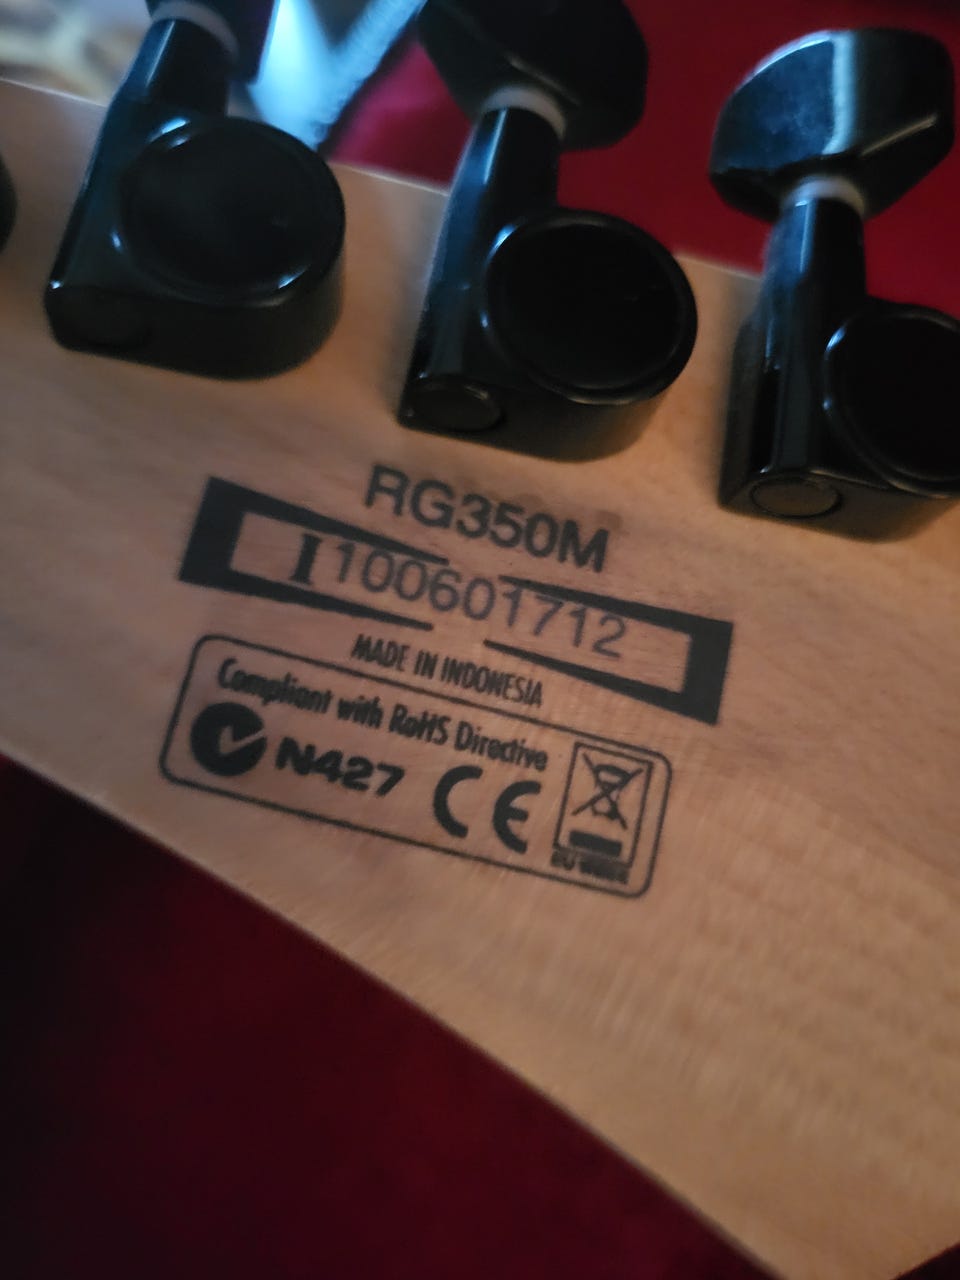 RG350M
I100601712
MADE IN INDONESIA
Compliant with RoHS Directive
N427 CE